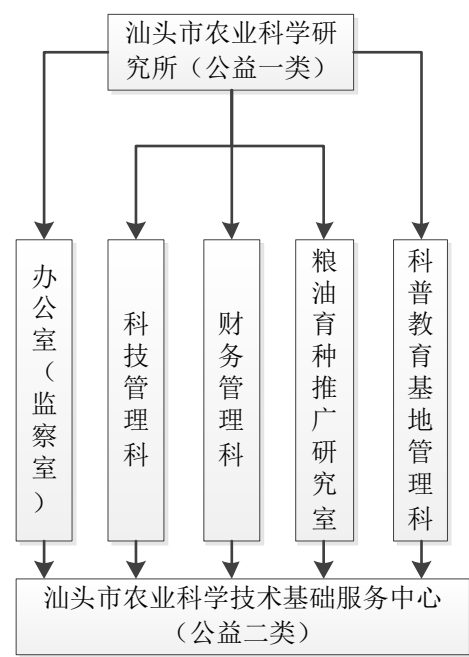 汕头市农业科学研
究所（公益一类）
办公室（监察室）
科技管理科
财务管理科
粮油育种推广研究室
科普教育基地管理科
汕头市农业科学技术基础服务中心
（公益二类）